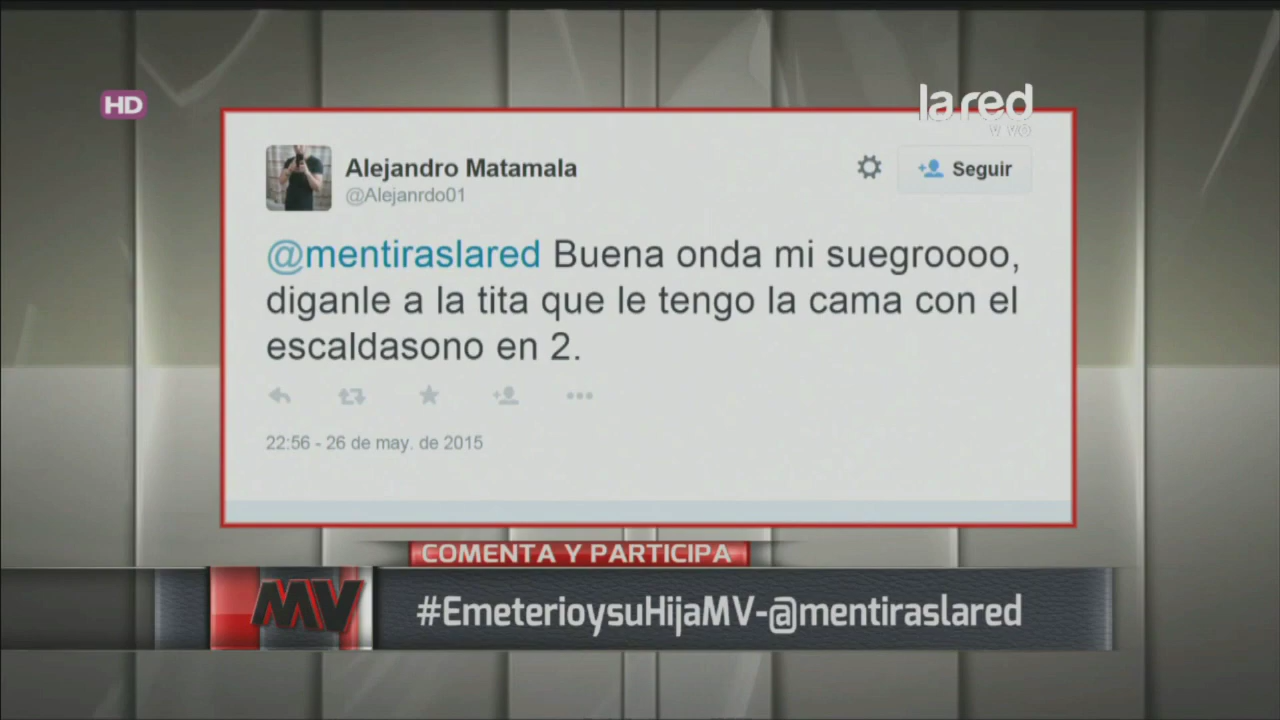 HD
la red
VIVO
Alejandro Matamala
@Alejanrdo01
Seguir
@mentiraslared Buena onda mi suegroooo,
diganle a la tita que le tengo la cama con el
escaldasono en 2.
22:56 - 26 de may. de 2015
COMENTA Y PARTICIPA
MV
#EmeterioysuHijaMV-@mentiraslared